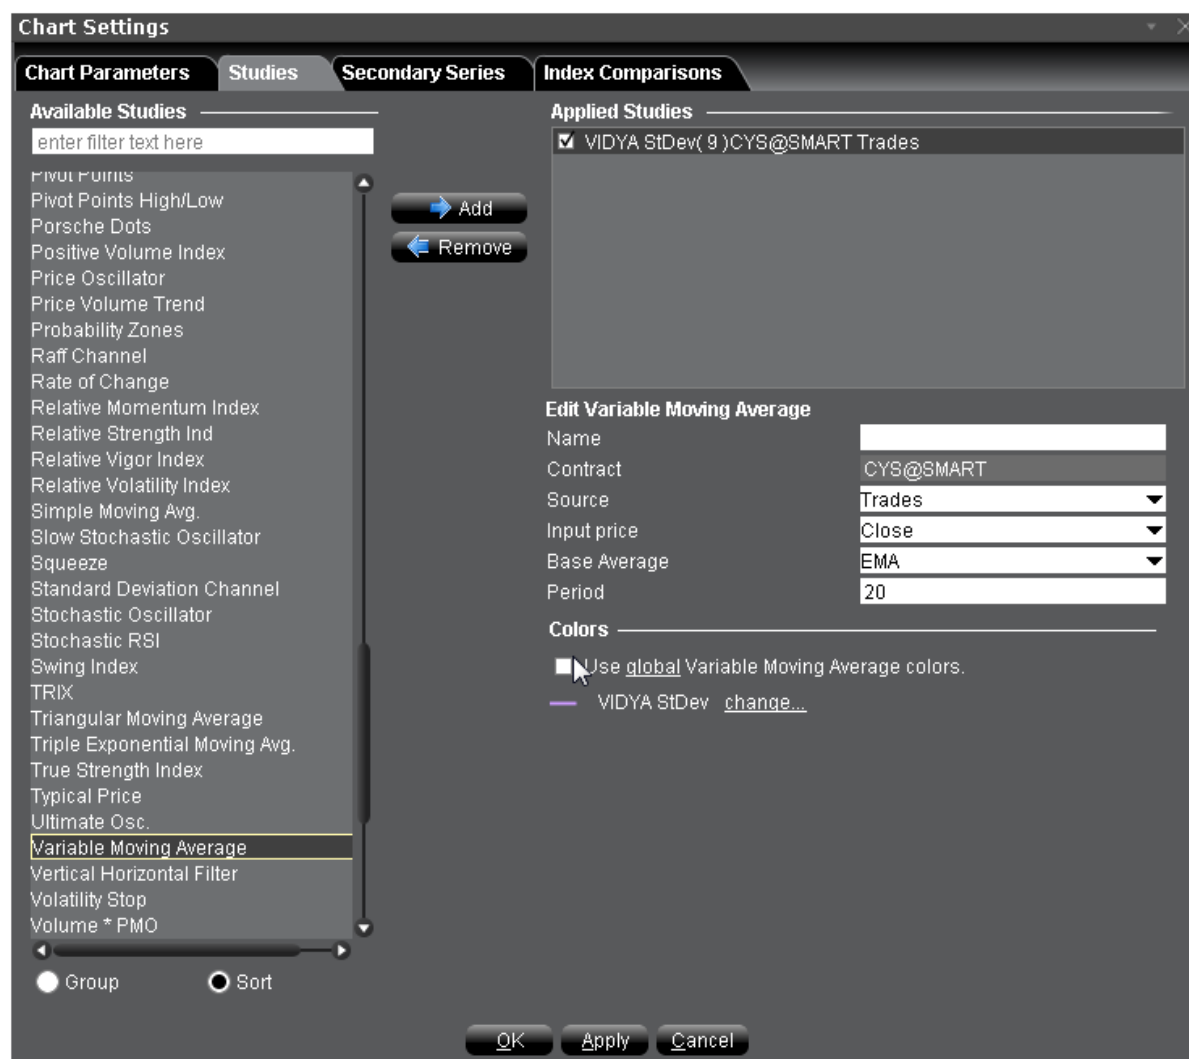 Chart Settings
Chart Parameters Studies Secondary Series Index Comparisons
Available Studies
enter filter text here
Pivot Points
Pivot Points High/Low
Porsche Dots
Positive Volume Index
Price Oscillator
Price Volume Trend
Probability Zones
Raff Channel
Rate of Change
Relative Momentum Index
Relative Strength Ind
Relative Vigor Index
Relative Volatility Index
Simple Moving Avg.
Slow Stochastic Oscillator
Squeeze
Standard Deviation Channel
Stochastic Oscillator
Stochastic RSI
Swing Index
TRIX
Triangular Moving Average
Triple Exponential Moving Avg.
True Strength Index
Typical Price
Ultimate Osc.
Variable Moving Average
Vertical Horizontal Filter
Volatility Stop
Volume * PMO
Group Sort
Add
Remove
Applied Studies
VIDYA StDev( 9 )CYS@SMART Trades
Edit Variable Moving Average
Name
Contract CYS@SMART
Source Trades
Input price Close
Base Average EMA
Period 20
Colors
Use global Variable Moving Average colors.
VIDYA StDev change...
OK Apply Cancel